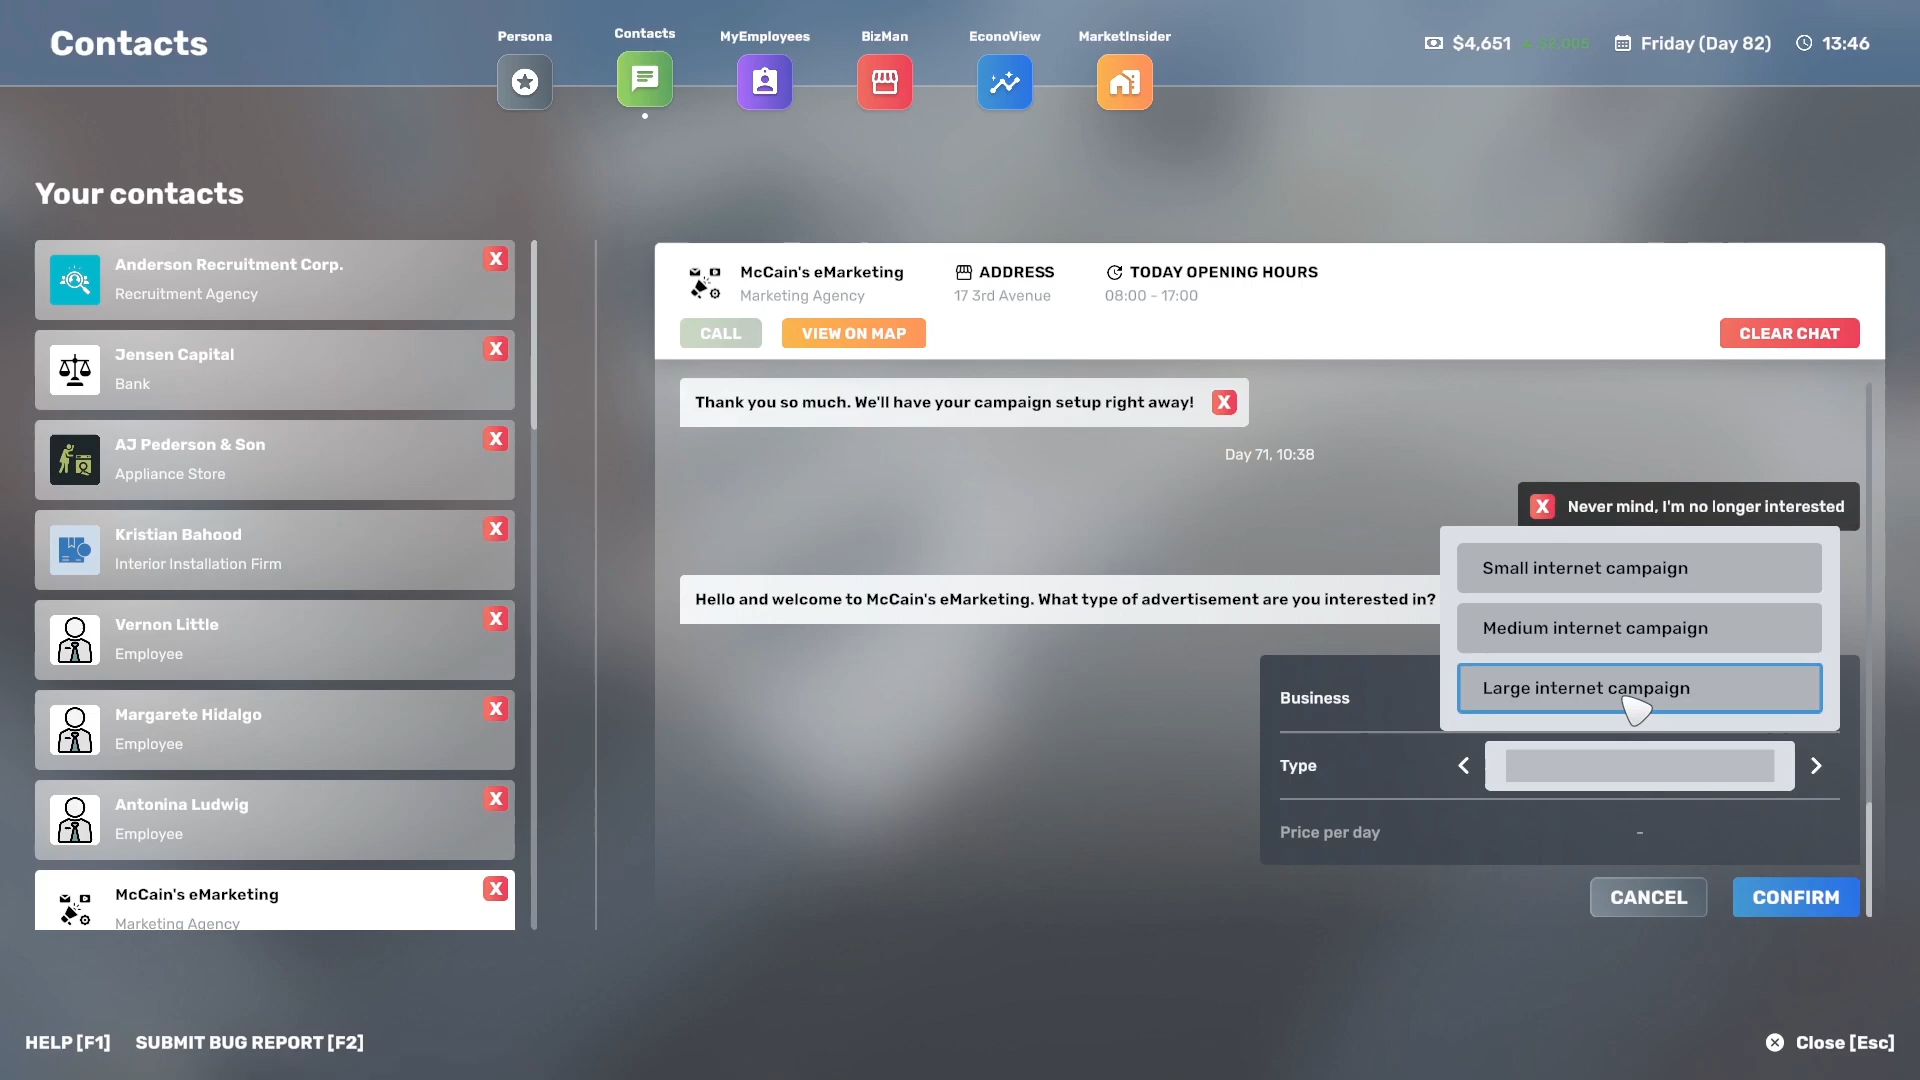 Contacts
Persona
Contacts
MyEmployees
BizMan
EconoView
MarketInsider
$4,651
$2,005
Friday (Day 82)
13:46
Your contacts
Anderson Recruitment Corp.
Recruitment Agency
X
Jensen Capital
Bank
X
AJ Pederson & Son
Appliance Store
X
Kristian Bahood
Interior Installation Firm
X
Vernon Little
Employee
X
Margarete Hidalgo
Employee
X
Antonina Ludwig
Employee
X
McCain's eMarketing
Marketing Agency
X
McCain's eMarketing
Marketing Agency
ADDRESS
17 3rd Avenue
TODAY OPENING HOURS
08:00 - 17:00
CALL
VIEW ON MAP
CLEAR CHAT
Thank you so much. We'll have your campaign setup right away!
X
Day 71, 10:38
X
Never mind, I'm no longer interested
Hello and welcome to McCain's eMarketing. What type of advertisement are you interested in?
Small internet campaign
Medium internet campaign
Large internet campaign
Business
Type
Price per day
-
CANCEL
CONFIRM
HELP [F1]
SUBMIT BUG REPORT [F2]
Close [Esc]